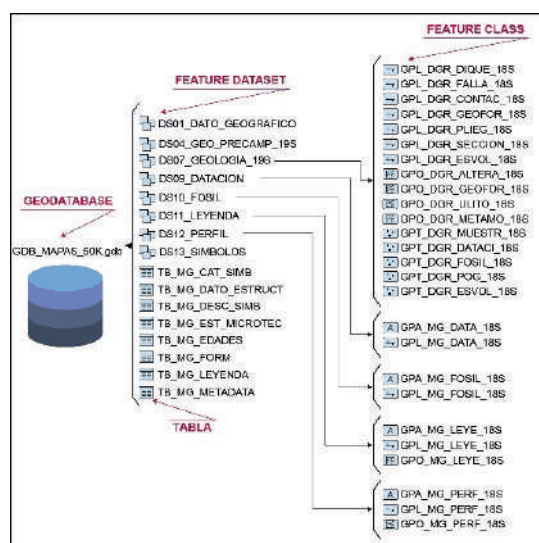 FEATURE CLASS
FEATURE DATASET
GEODATABASE
GDB_MAPAS_50K.gdb
DS01_DATO_GEOGRAFICO
DS04_GEO_PRECAMP_19S
DS07_GEOLOGIA_19S
DS09_DATACION
DS10_FOSIL
DS11_LEYENDA
DS12_PERFIL
DS13_SIMBOLOS
TB_MG_CAT_SIMB
TB_MG_DATO_ESTRUCT
TB_MG_DESC_SIMB
TB_MG_EST_MICROTEC
TB_MG_EDADES
TB_MG_FORM
TB_MG_LEYENDA
TB_MG_METADATA
TABLA
GPL_DGR_DIQUE_18S
GPL_DGR_FALLA_18S
GPL_DGR_CONTAC_18S
GPL_DGR_GEOFOR_18S
GPL_DGR_PLIEG_18S
GPL_DGR_SECCION_18S
GPL_DGR_ESVOL_18S
GPO_DGR_ALTERA_18S
GPO_DGR_GEOFOR_18S
GPO_DGR_ULITO_18S
GPO_DGR_METAMO_18S
GPT_DGR_MUESTR_18S
GPT_DGR_DATACI_18S
GPT_DGR_FOSIL_18S
GPT_DGR_POG_18S
GPT_DGR_ESVOL_18S
GPA_MG_DATA_18S
GPL_MG_DATA_18S
GPA_MG_FOSIL_18S
GPL_MG_FOSIL_18S
GPA_MG_LEYE_18S
GPL_MG_LEYE_18S
GPO_MG_LEYE_18S
GPA_MG_PERF_18S
GPL_MG_PERF_18S
GPO_MG_PERF_18S